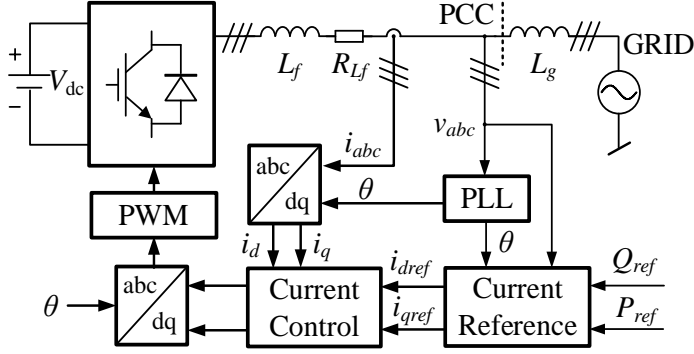 PCC
GRID
+
V_dc
−
L_f
R_Lf
L_g
i_abc
v_abc
abc
dq
θ
PLL
PWM
i_d
i_q
θ
i_dref
Q_ref
abc
dq
θ
Current
Control
i_qref
Current
Reference
P_ref